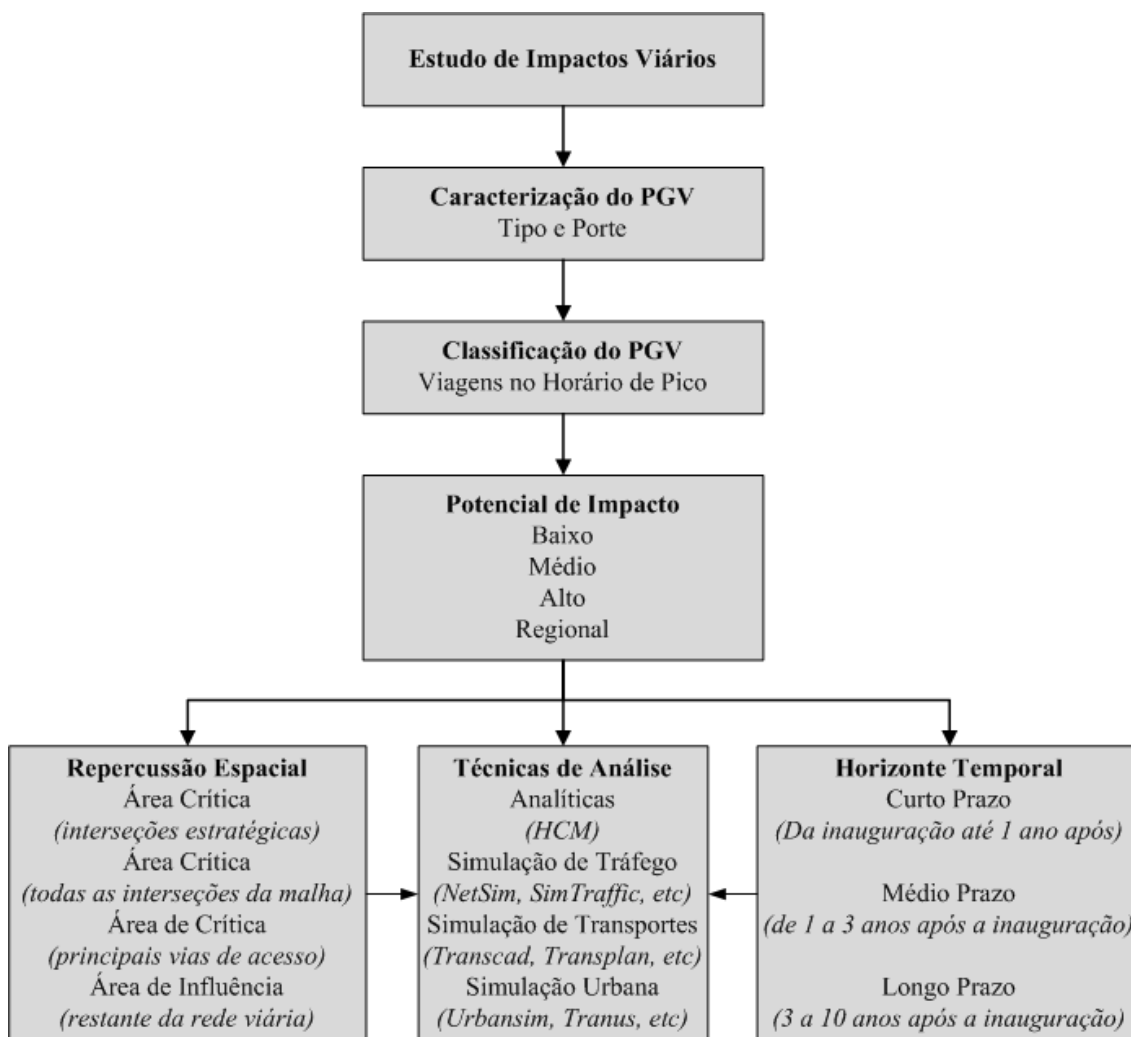 Estudo de Impactos Viários
Caracterização do PGV
Tipo e Porte
Classificação do PGV
Viagens no Horário de Pico
Potencial de Impacto
Baixo
Médio
Alto
Regional
Repercussão Espacial
Área Crítica
(interseções estratégicas)
Área Crítica
(todas as interseções da malha)
Área de Crítica
(principais vias de acesso)
Área de Influência
(restante da rede viária)
Técnicas de Análise
Analíticas
(HCM)
Simulação de Tráfego
(NetSim, SimTraffic, etc)
Simulação de Transportes
(Transcad, Transplan, etc)
Simulação Urbana
(Urbansim, Tranus, etc)
Horizonte Temporal
Curto Prazo
(Da inauguração até 1 ano após)
Médio Prazo
(de 1 a 3 anos após a inauguração)
Longo Prazo
(3 a 10 anos após a inauguração)